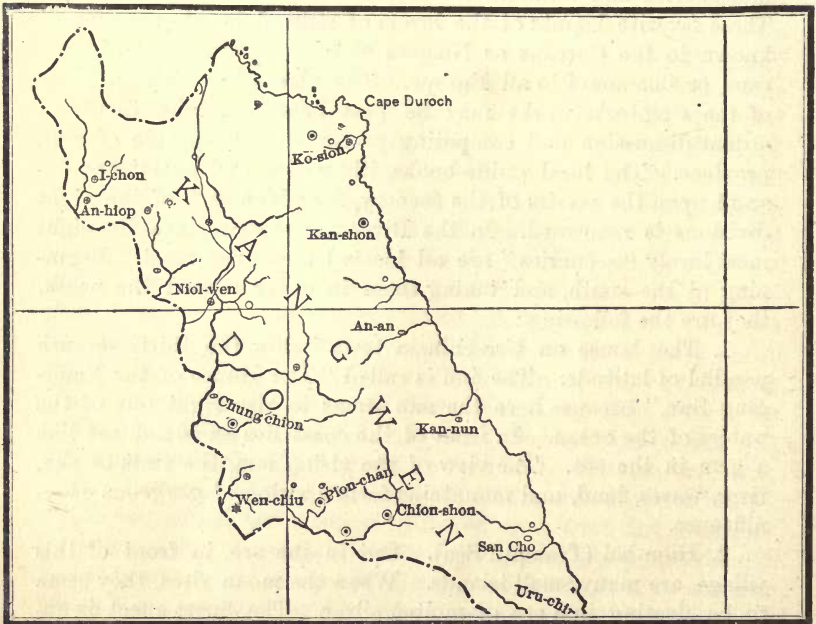 Cape Duroch
Ko-sion
I-chon
An-hiop
Kan-shon
Niol-wen
An-an
KANG WEN
DO
Chung-chion
Kan-nun
Wen-chiu
Pion-chan
Chion-shon
San Cho
Uru-chin